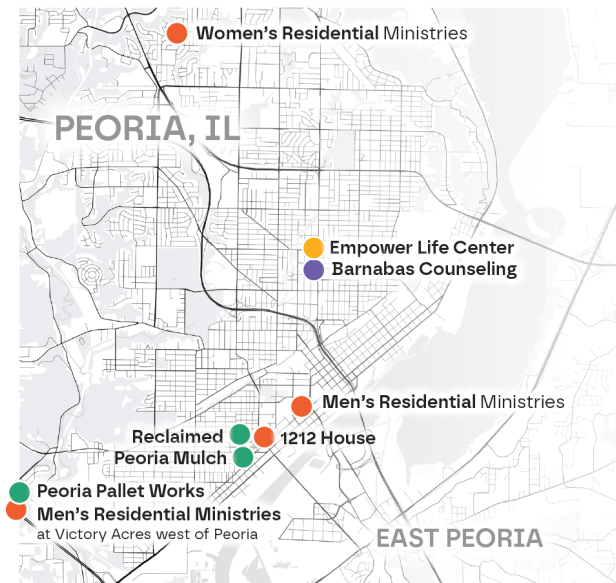 Women's Residential Ministries
PEORIA, IL
Empower Life Center
Barnabas Counseling
Men's Residential Ministries
Reclaimed
1212 House
Peoria Mulch
Peoria Pallet Works
Men's Residential Ministries
at Victory Acres west of Peoria
EAST PEORIA